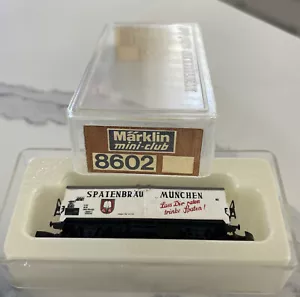 Märklin
mini-club
8602
SPATENBRÄU MÜNCHEN
Lass Dir raten
trinke Spaten!